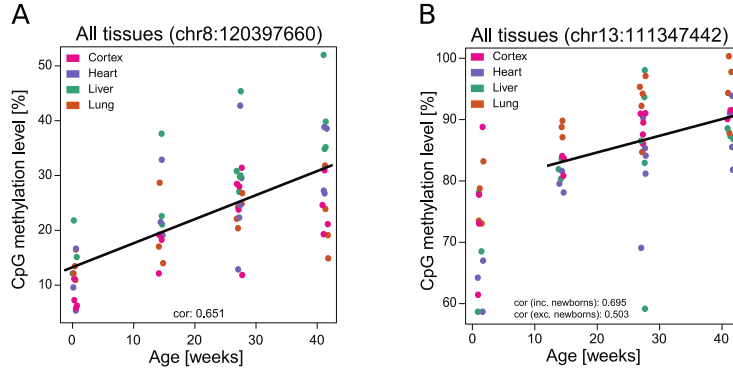 A
All tissues (chr8:120397660)
CpG methylation level [%]
50
40
30
20
10
Cortex
Heart
Liver
Lung
cor: 0,651
0
10
20
30
40
Age [weeks]
B
All tissues (chr13:111347442)
CpG methylation level [%]
100
90
80
70
60
Cortex
Heart
Liver
Lung
cor (inc. newborns): 0.695
cor (exc. newborns): 0.503
0
10
20
30
40
Age [weeks]